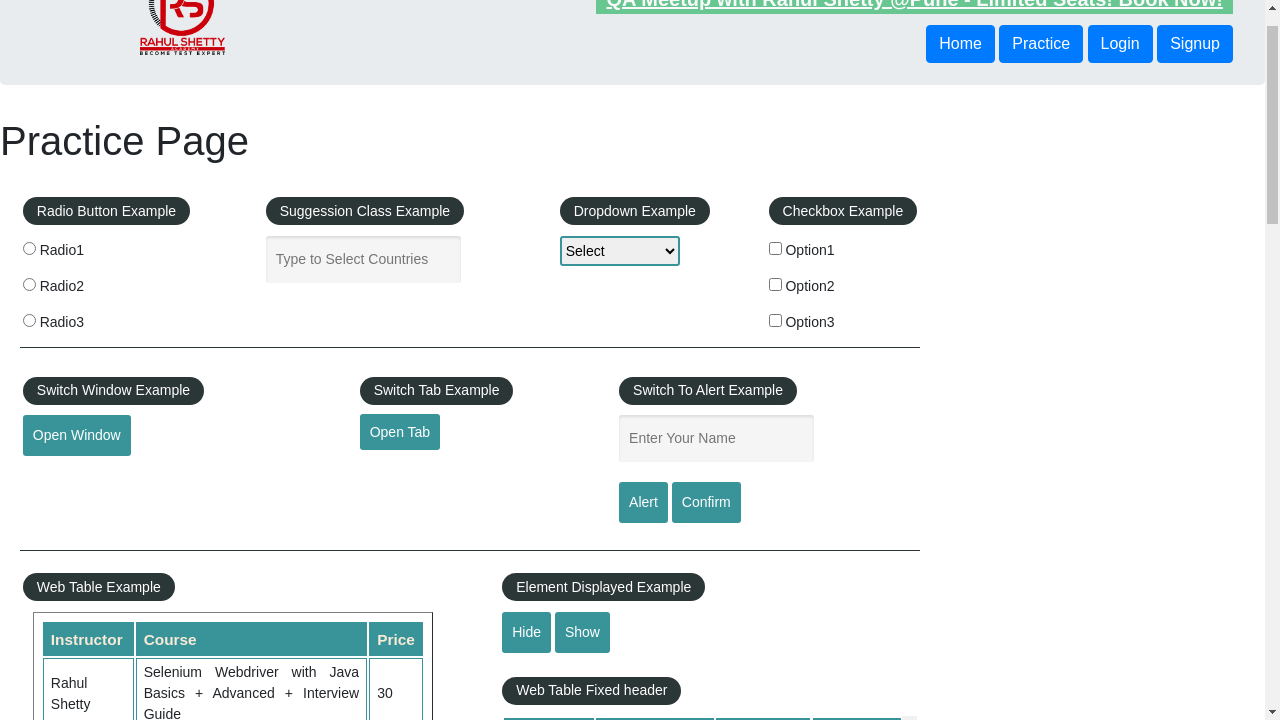 QA Meetup with Rahul Shetty @Pune - Limited Seats! Book Now!
RAHUL SHETTY
ACADEMY
BECOME TEST EXPERT
Home Practice Login Signup
Practice Page
Radio Button Example
Radio1
Radio2
Radio3
Suggession Class Example
Type to Select Countries
Dropdown Example
Select
Checkbox Example
Option1
Option2
Option3
Switch Window Example
Open Window
Switch Tab Example
Open Tab
Switch To Alert Example
Enter Your Name
Alert Confirm
Web Table Example
Instructor Course Price
Rahul Shetty
Selenium Webdriver with Java
Basics + Advanced + Interview
Guide
30
Element Displayed Example
Hide Show
Web Table Fixed header